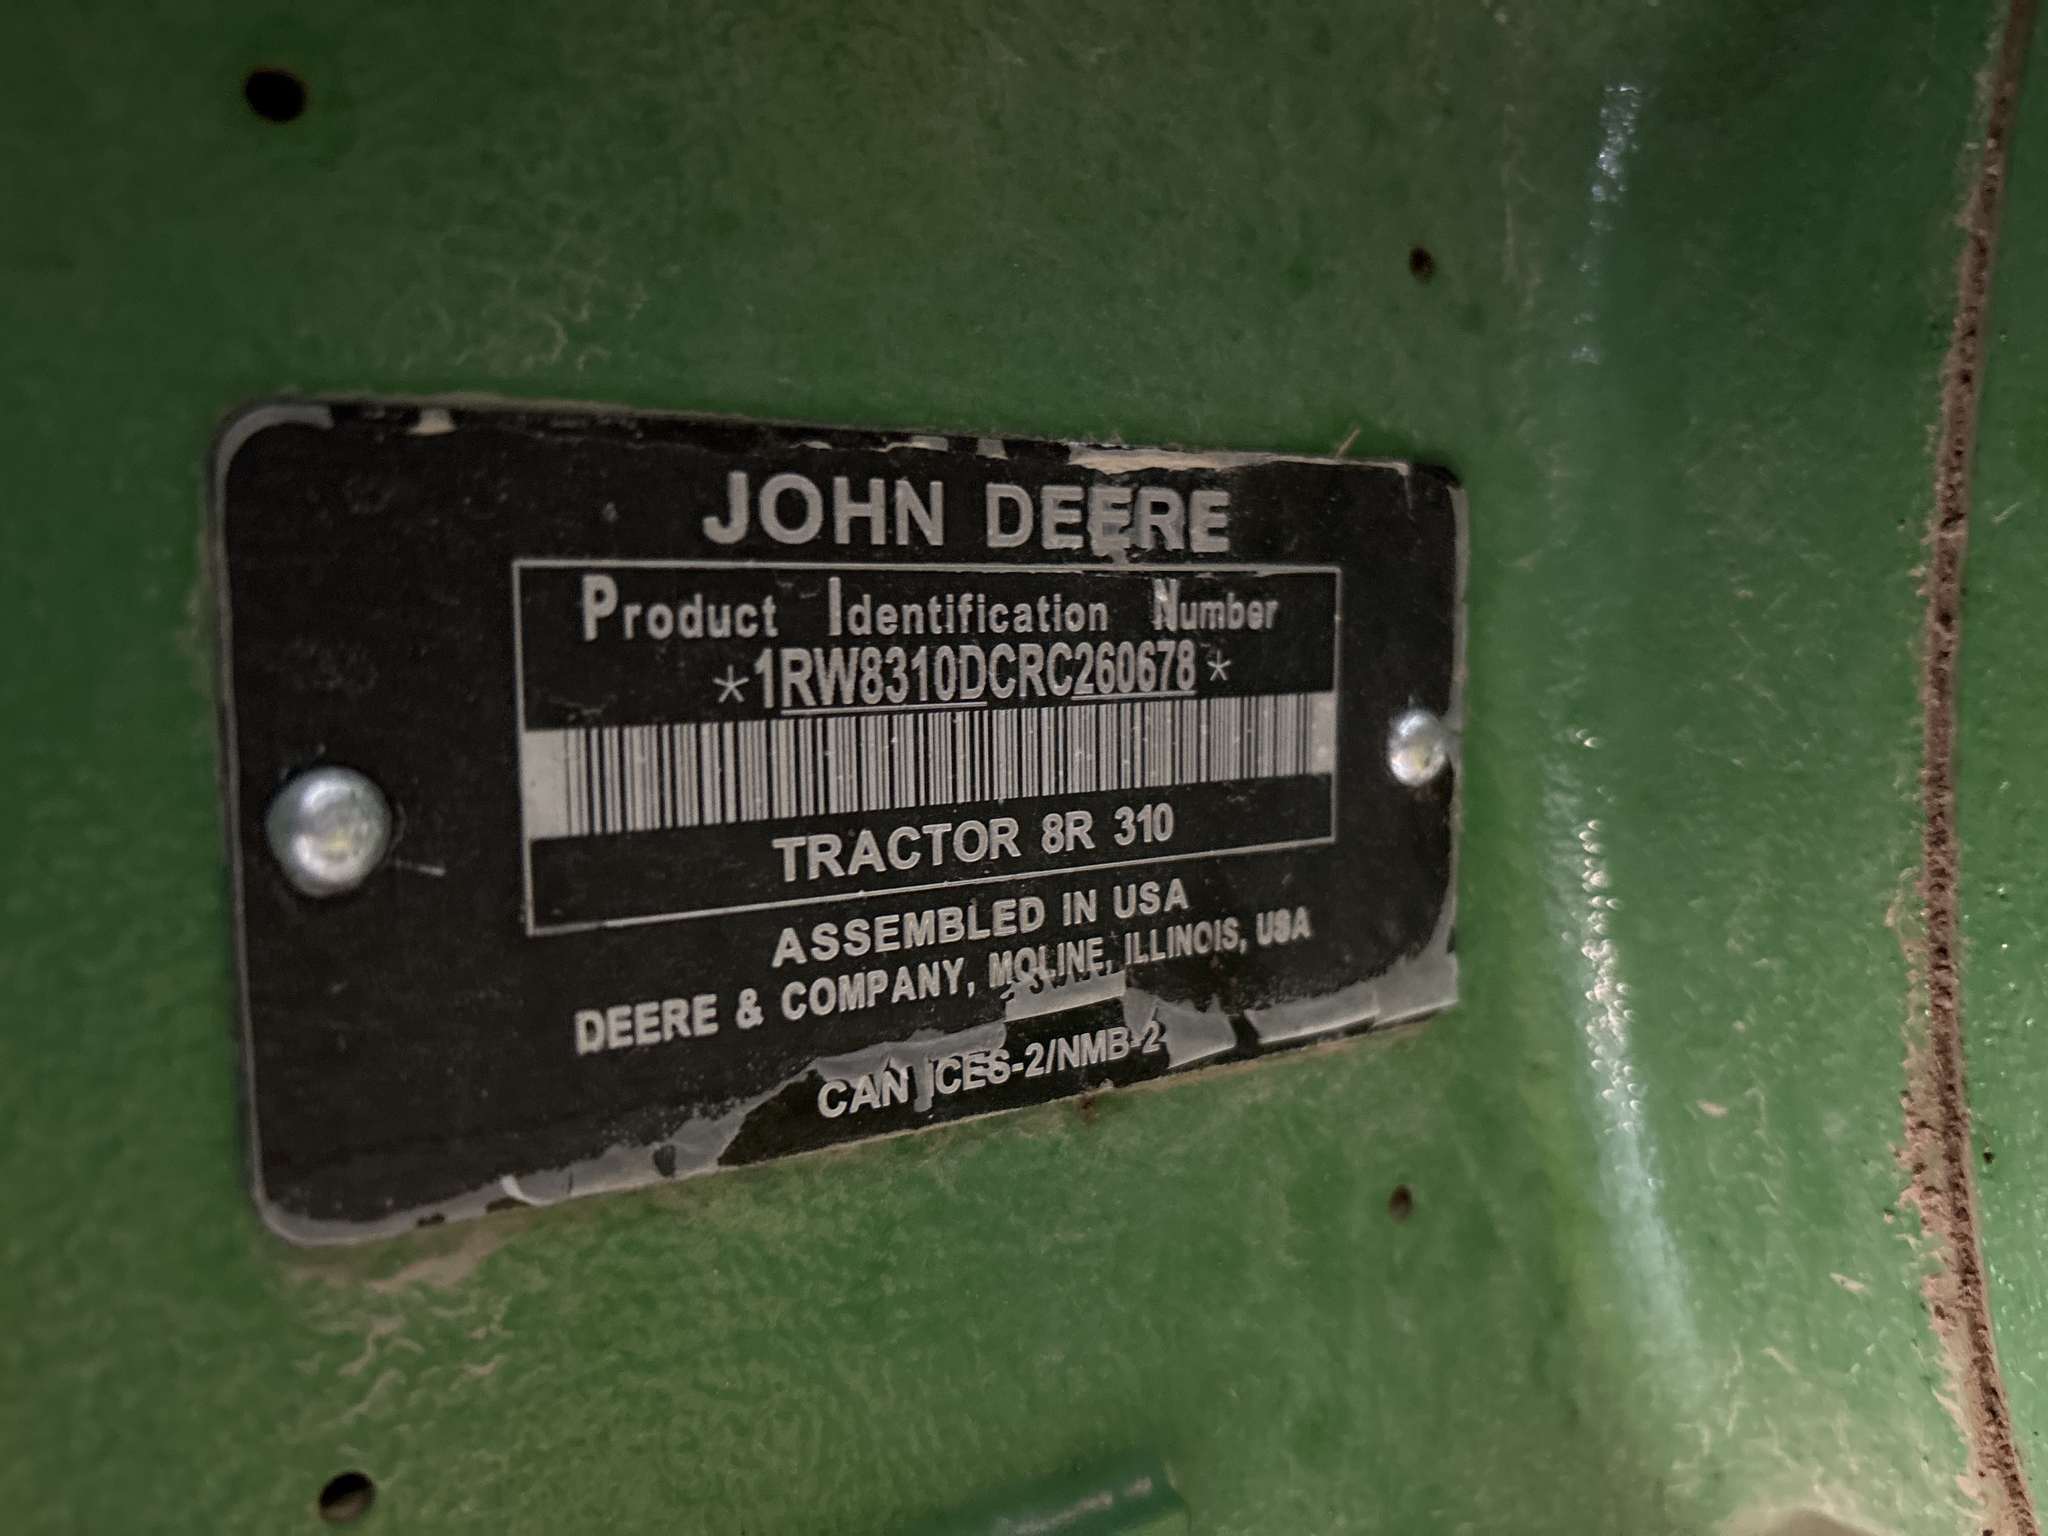 JOHN DEERE
Product Identification Number
*1RW8310DCRC260678*
TRACTOR 8R 310
ASSEMBLED IN USA
DEERE & COMPANY, MOLINE, ILLINOIS, USA
CAN ICES-2/NMB-2